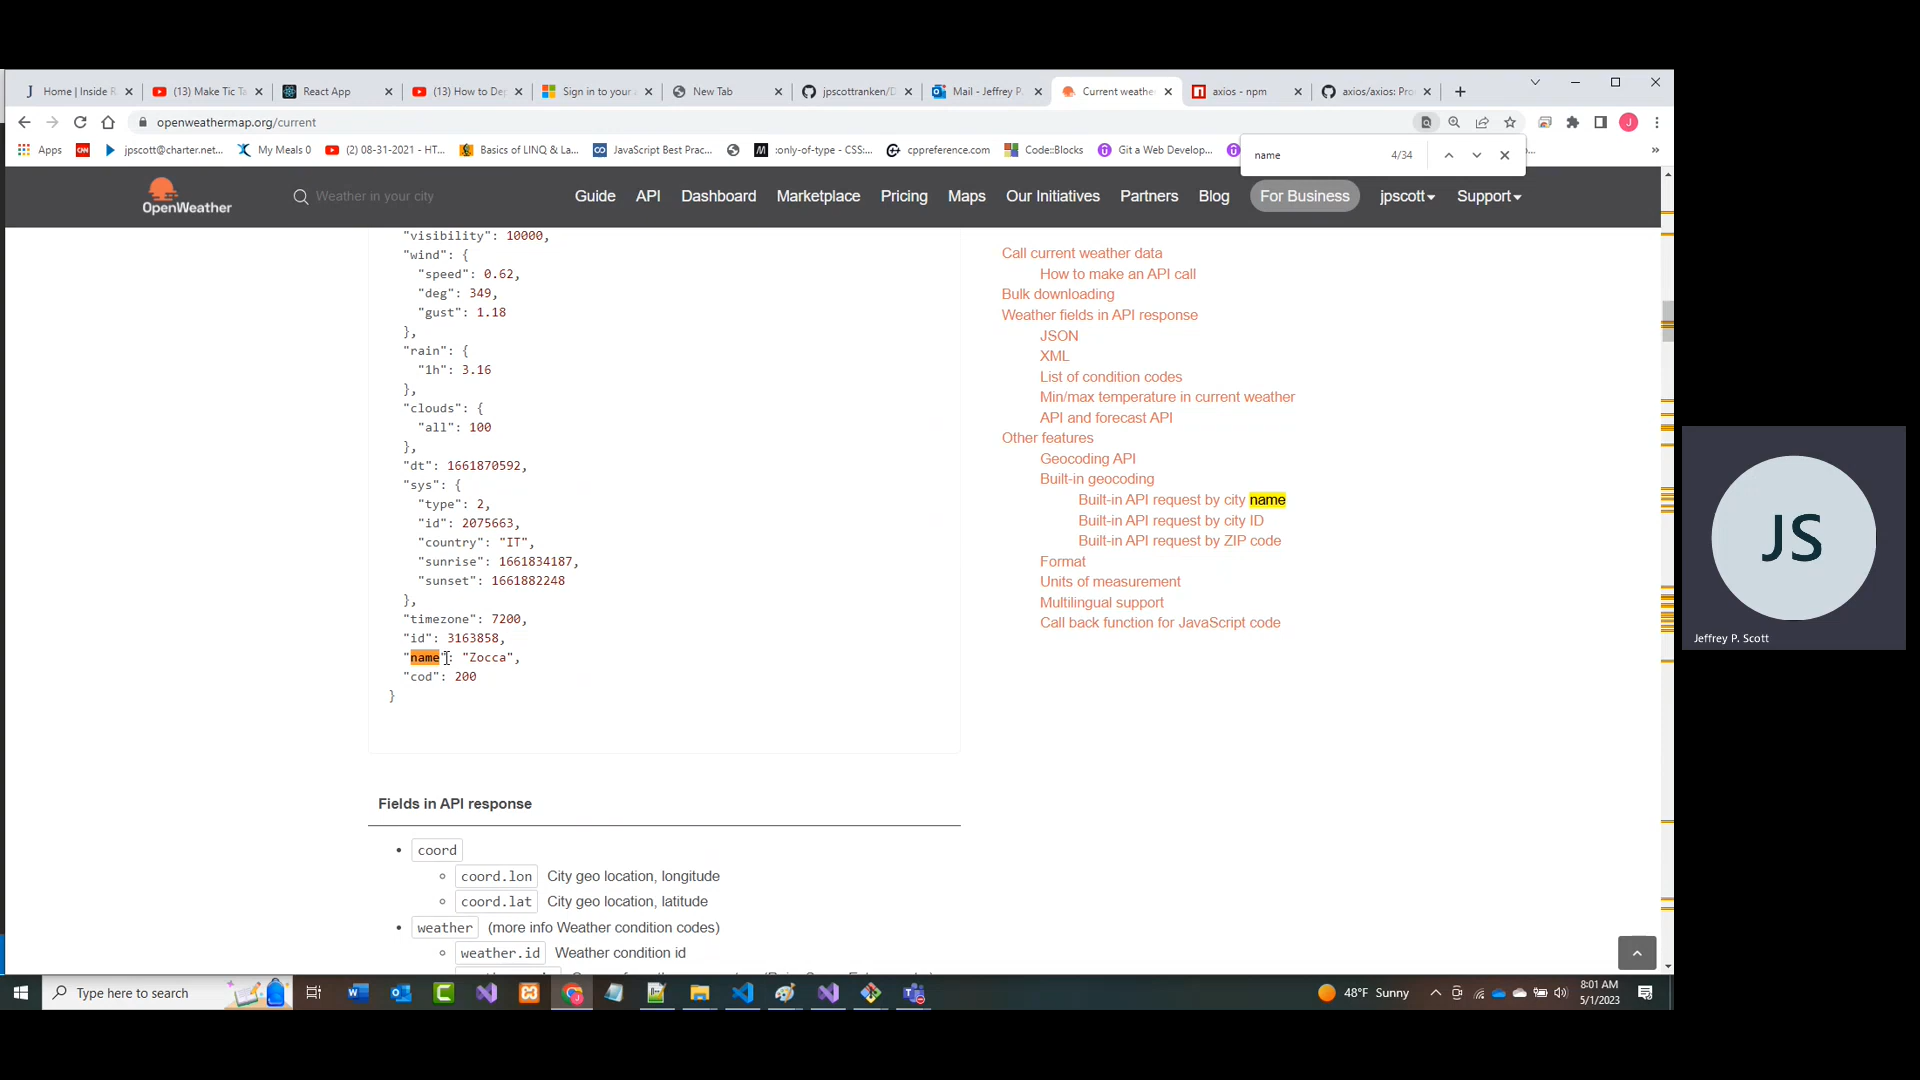 Home | Inside R
(13) Make Tic Ta
React App
(13) How to Dep
Sign in to your
New Tab
jpscottranken/D
Mail - Jeffrey P.
Current weathe
axios - npm
axios/axios: Pro
openweathermap.org/current
Apps
CNN
jpscott@charter.net...
My Meals 0
(2) 08-31-2021 - HT...
Basics of LINQ & La...
JavaScript Best Prac...
:only-of-type - CSS:...
cppreference.com
Code::Blocks
Git a Web Develop...
name
4/34
OpenWeather
Weather in your city
Guide
API
Dashboard
Marketplace
Pricing
Maps
Our Initiatives
Partners
Blog
For Business
jpscott
Support
"visibility": 10000,
"wind": {
"speed": 0.62,
"deg": 349,
"gust": 1.18
},
"rain": {
"1h": 3.16
},
"clouds": {
"all": 100
},
"dt": 1661870592,
"sys": {
"type": 2,
"id": 2075663,
"country": "IT",
"sunrise": 1661834187,
"sunset": 1661882248
},
"timezone": 7200,
"id": 3163858,
"name": "Zocca",
"cod": 200
}
Call current weather data
How to make an API call
Bulk downloading
Weather fields in API response
JSON
XML
List of condition codes
Min/max temperature in current weather
API and forecast API
Other features
Geocoding API
Built-in geocoding
Built-in API request by city name
Built-in API request by city ID
Built-in API request by ZIP code
Format
Units of measurement
Multilingual support
Call back function for JavaScript code
Fields in API response
coord
coord.lon City geo location, longitude
coord.lat City geo location, latitude
weather (more info Weather condition codes)
weather.id Weather condition id
JS
Jeffrey P. Scott
Type here to search
48°F Sunny
8:01 AM
5/1/2023